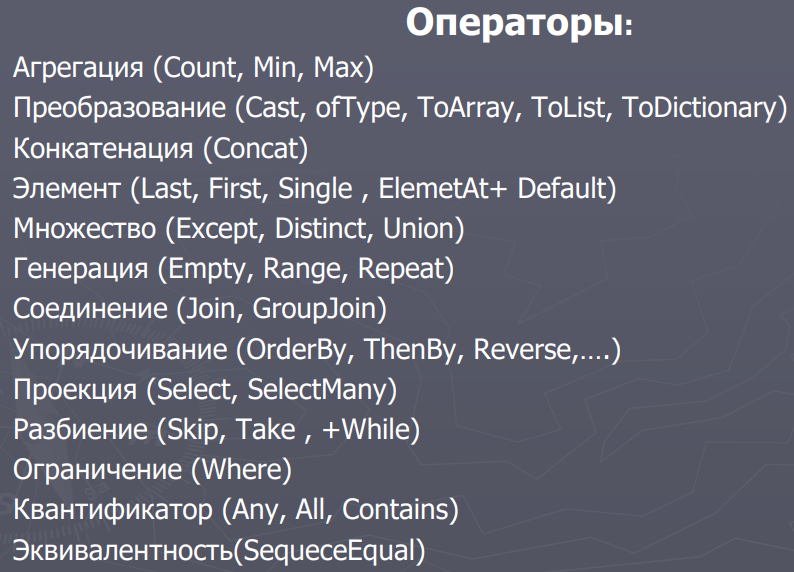 Операторы:
Агрегация (Count, Min, Max)
Преобразование (Cast, ofType, ToArray, ToList, ToDictionary)
Конкатенация (Concat)
Элемент (Last, First, Single , ElemetAt+ Default)
Множество (Except, Distinct, Union)
Генерация (Empty, Range, Repeat)
Соединение (Join, GroupJoin)
Упорядочивание (OrderBy, ThenBy, Reverse,….)
Проекция (Select, SelectMany)
Разбиение (Skip, Take , +While)
Ограничение (Where)
Квантификатор (Any, All, Contains)
Эквивалентность(SequeceEqual)